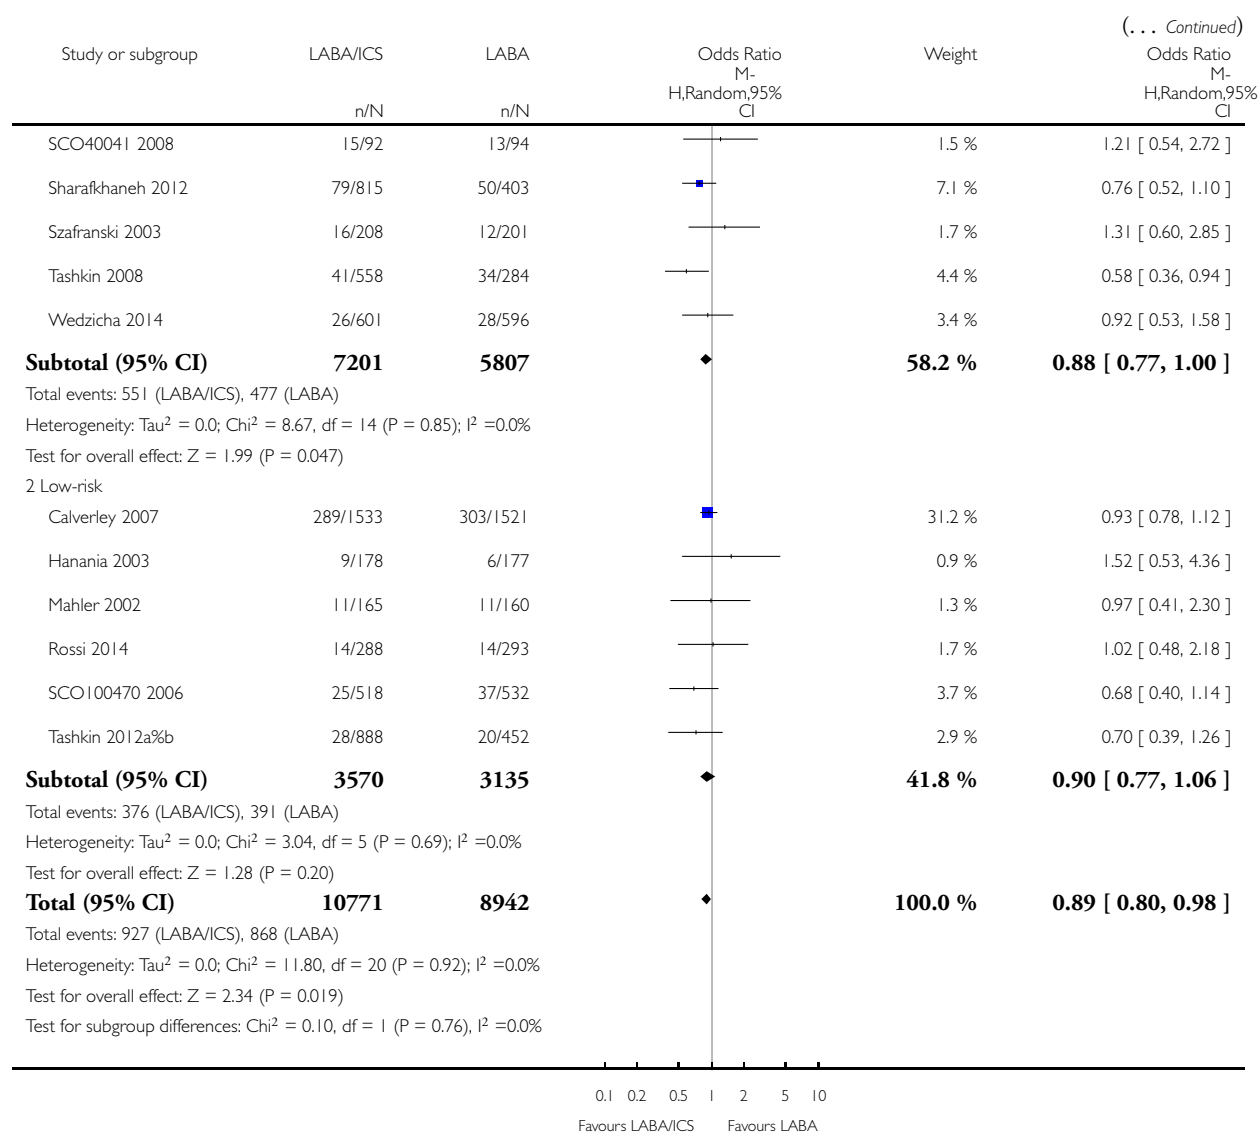 (... Continued)
Study or subgroup LABA/ICS LABA Odds Ratio Weight Odds Ratio
M- M-
H,Random,95% H,Random,95%
n/N n/N CI CI
SCO40041 2008 15/92 13/94 1.5 % 1.21 [ 0.54, 2.72 ]
Sharafkhaneh 2012 79/815 50/403 7.1 % 0.76 [ 0.52, 1.10 ]
Szafranski 2003 16/208 12/201 1.7 % 1.31 [ 0.60, 2.85 ]
Tashkin 2008 41/558 34/284 4.4 % 0.58 [ 0.36, 0.94 ]
Wedzicha 2014 26/601 28/596 3.4 % 0.92 [ 0.53, 1.58 ]
Subtotal (95% CI) 7201 5807 58.2 % 0.88 [ 0.77, 1.00 ]
Total events: 551 (LABA/ICS), 477 (LABA)
Heterogeneity: Tau² = 0.0; Chi² = 8.67, df = 14 (P = 0.85); I² =0.0%
Test for overall effect: Z = 1.99 (P = 0.047)
2 Low-risk
Calverley 2007 289/1533 303/1521 31.2 % 0.93 [ 0.78, 1.12 ]
Hanania 2003 9/178 6/177 0.9 % 1.52 [ 0.53, 4.36 ]
Mahler 2002 11/165 11/160 1.3 % 0.97 [ 0.41, 2.30 ]
Rossi 2014 14/288 14/293 1.7 % 1.02 [ 0.48, 2.18 ]
SCO100470 2006 25/518 37/532 3.7 % 0.68 [ 0.40, 1.14 ]
Tashkin 2012a%b 28/888 20/452 2.9 % 0.70 [ 0.39, 1.26 ]
Subtotal (95% CI) 3570 3135 41.8 % 0.90 [ 0.77, 1.06 ]
Total events: 376 (LABA/ICS), 391 (LABA)
Heterogeneity: Tau² = 0.0; Chi² = 3.04, df = 5 (P = 0.69); I² =0.0%
Test for overall effect: Z = 1.28 (P = 0.20)
Total (95% CI) 10771 8942 100.0 % 0.89 [ 0.80, 0.98 ]
Total events: 927 (LABA/ICS), 868 (LABA)
Heterogeneity: Tau² = 0.0; Chi² = 11.80, df = 20 (P = 0.92); I² =0.0%
Test for overall effect: Z = 2.34 (P = 0.019)
Test for subgroup differences: Chi² = 0.10, df = 1 (P = 0.76), I² =0.0%
0.1 0.2 0.5 1 2 5 10
Favours LABA/ICS Favours LABA